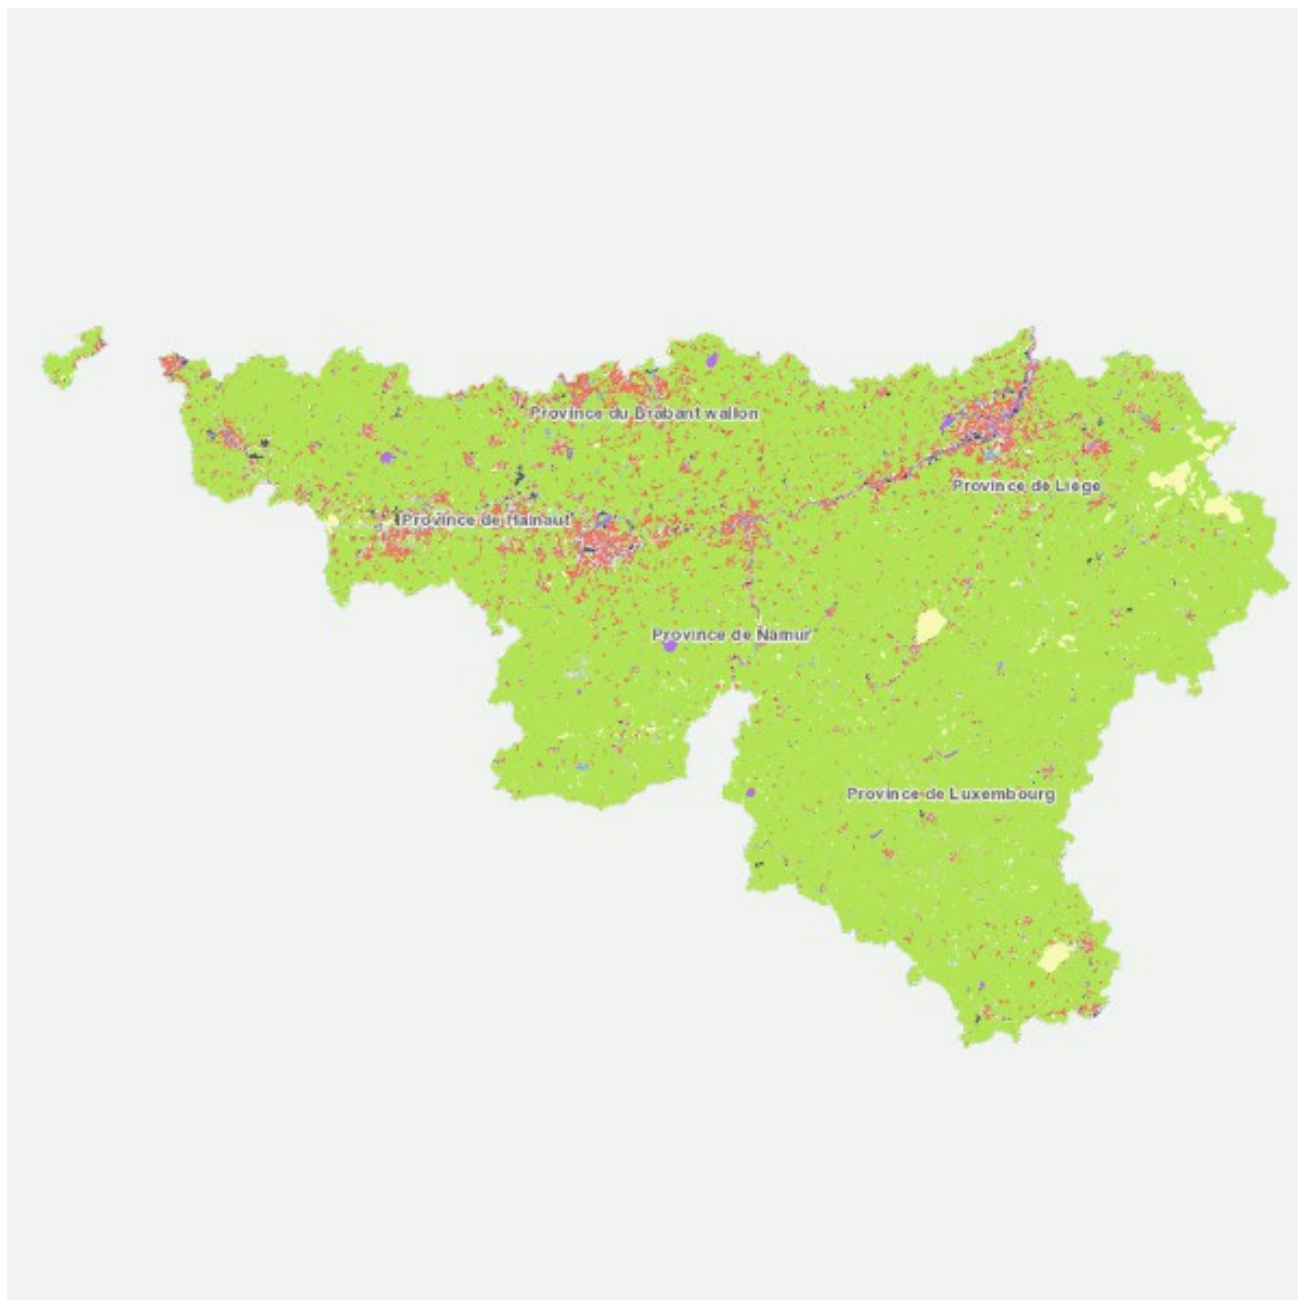 Province du Brabant wallon
Province de Liège
Province de Hainaut
Province de Namur
Province de Luxembourg